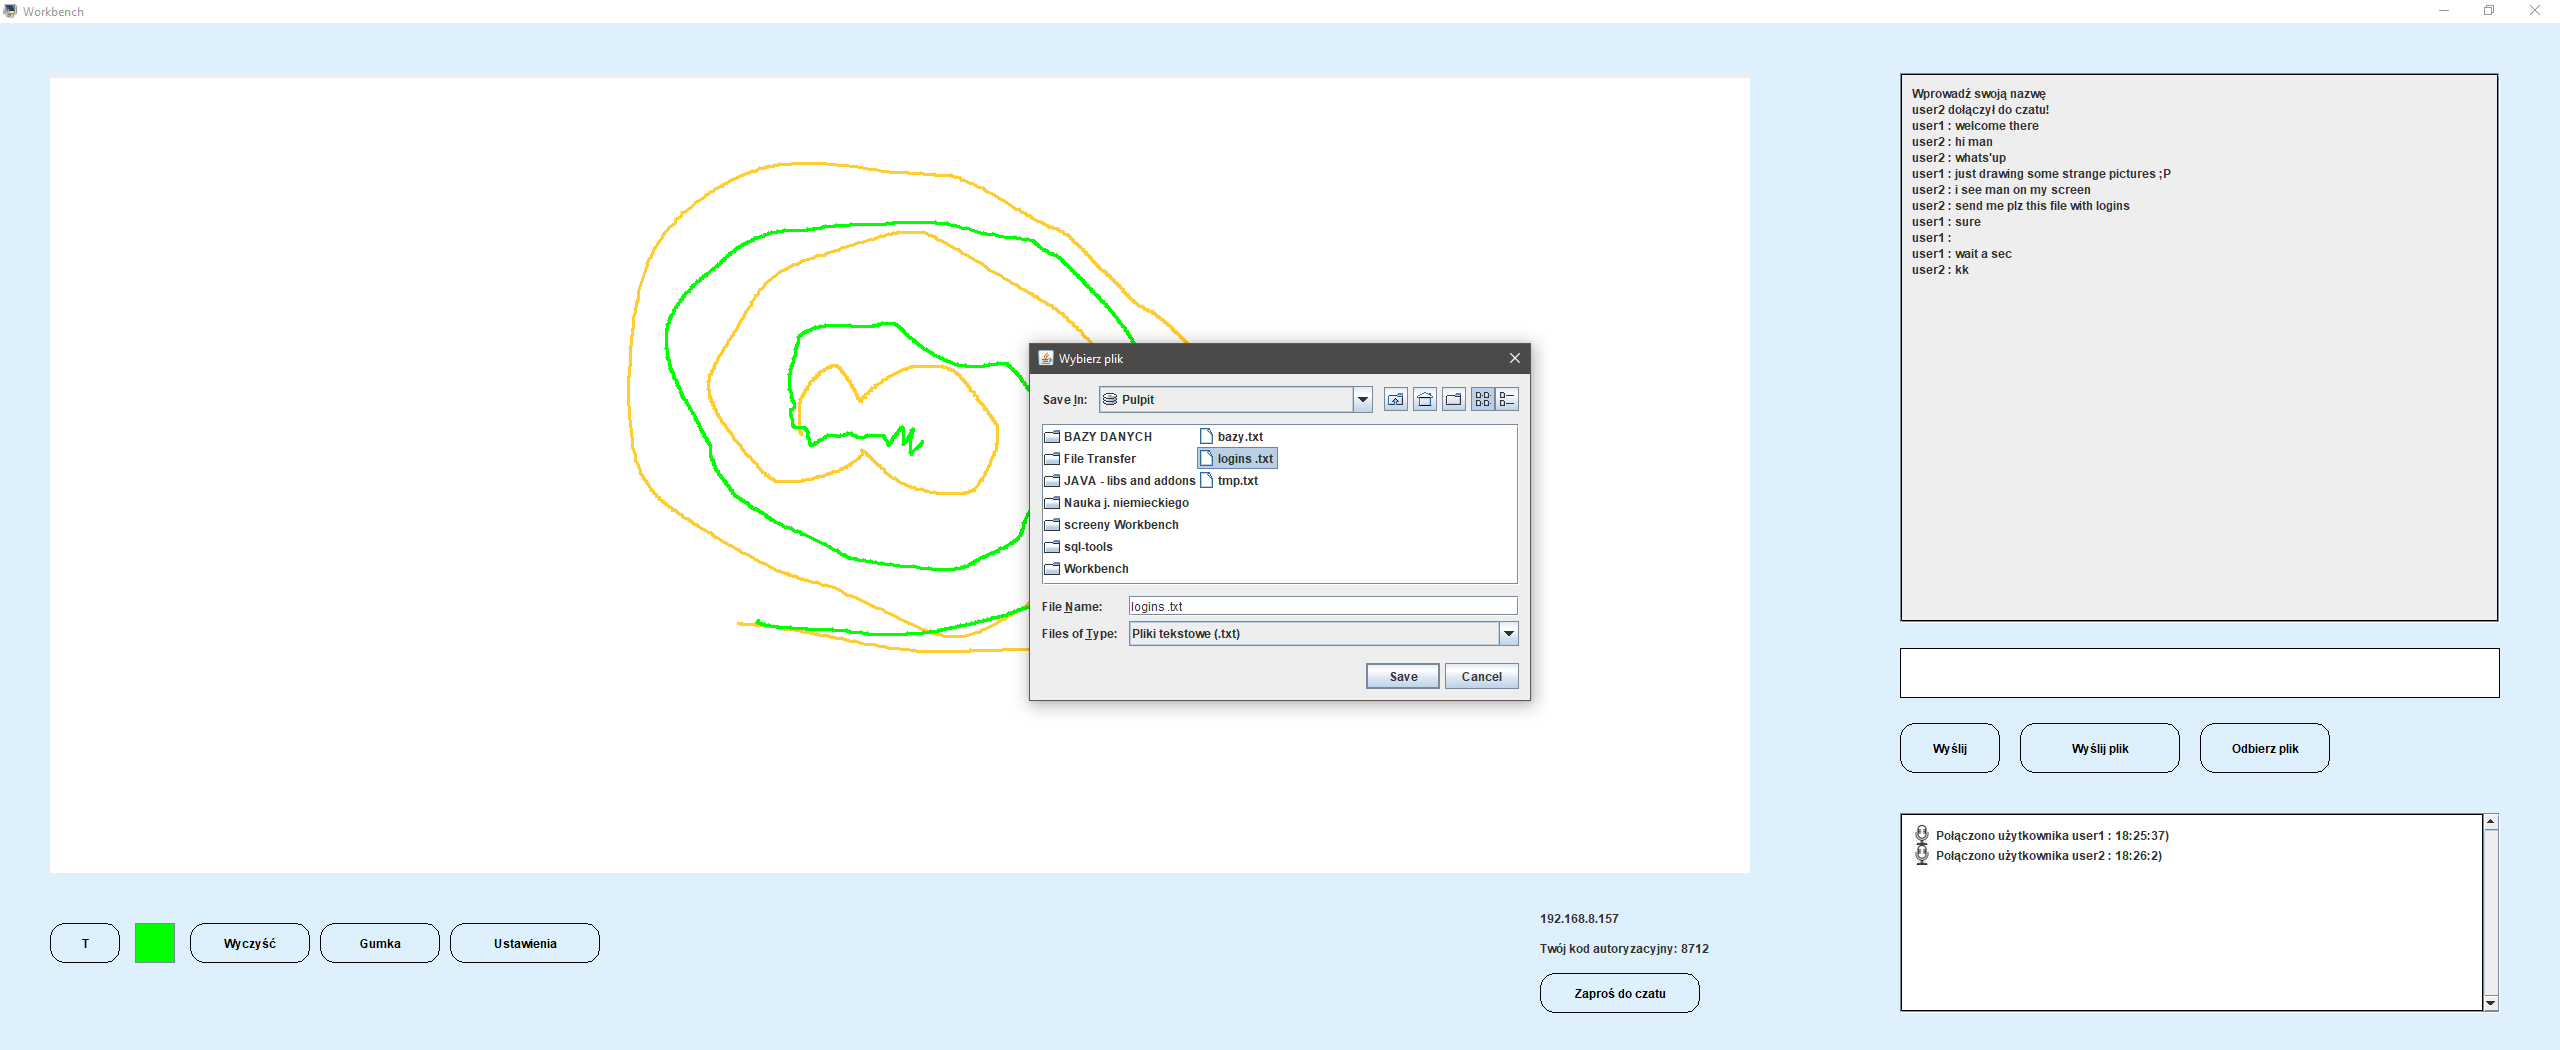 Workbench
Wprowadź swoją nazwę
user2 dołączył do czatu!
user1 : welcome there
user2 : hi man
user2 : whats'up
user1 : just drawing some strange pictures ;P
user2 : i see man on my screen
user2 : send me plz this file with logins
user1 : sure
user1 :
user1 : wait a sec
user2 : kk
Wybierz plik
Save In: Pulpit
BAZY DANYCH
File Transfer
JAVA - libs and addons
Nauka j. niemieckiego
screeny Workbench
sql-tools
Workbench
bazy.txt
logins .txt
tmp.txt
File Name: logins .txt
Files of Type: Pliki tekstowe (.txt)
Save Cancel
Wyślij Wyślij plik Odbierz plik
Połączono użytkownika user1 : 18:25:37)
Połączono użytkownika user2 : 18:26:2)
T Wyczyść Gumka Ustawienia
192.168.8.157
Twój kod autoryzacyjny: 8712
Zaproś do czatu